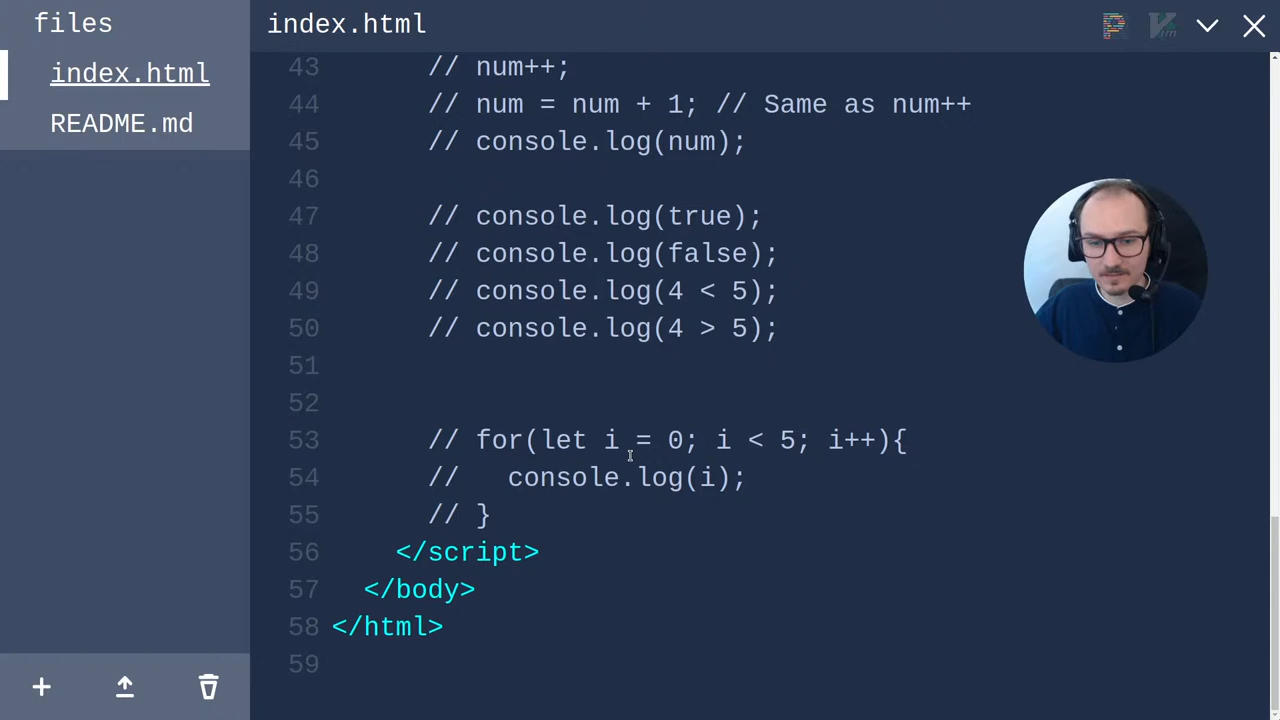 files
index.html
index.html
README.md
43 // num++;
44 // num = num + 1; // Same as num++
45 // console.log(num);
46
47 // console.log(true);
48 // console.log(false);
49 // console.log(4 < 5);
50 // console.log(4 > 5);
51
52
53 // for(let i = 0; i < 5; i++){
54 //   console.log(i);
55 // }
56 </script>
57 </body>
58 </html>
59